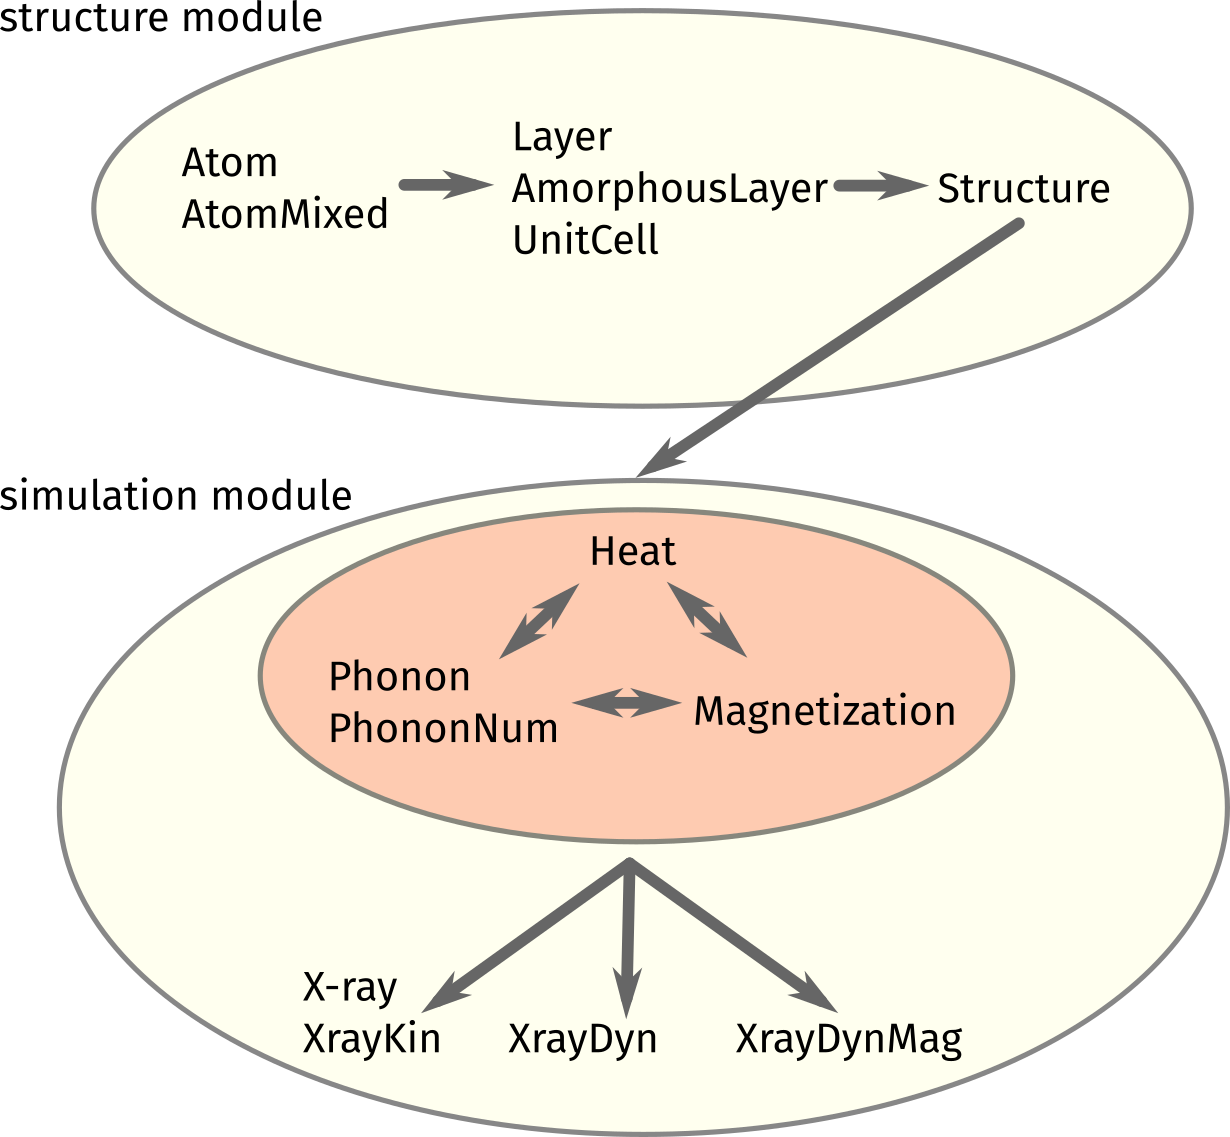 structure module
Atom
AtomMixed
Layer
AmorphousLayer
UnitCell
Structure
simulation module
Heat
Phonon
PhononNum
Magnetization
X-ray
XrayKin
XrayDyn
XrayDynMag